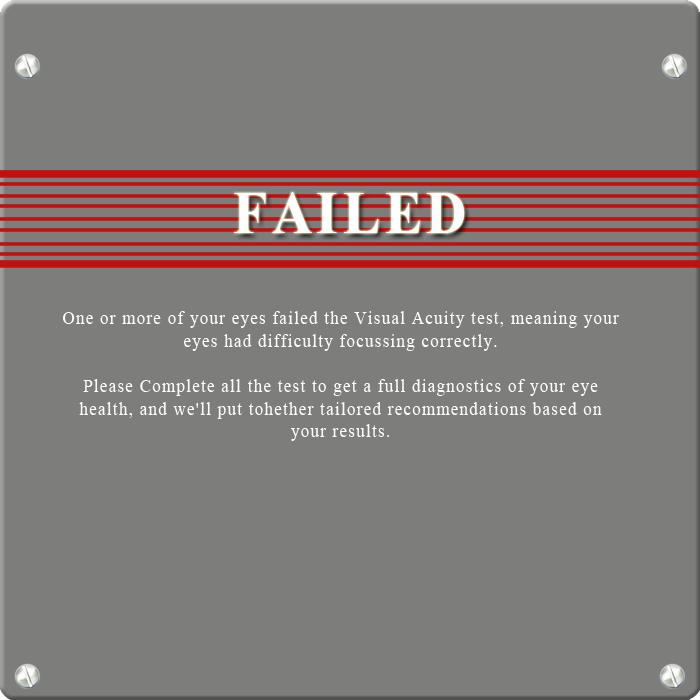 FAILED
One or more of your eyes failed the Visual Acuity test, meaning your
eyes had difficulty focussing correctly.
Please Complete all the test to get a full diagnostics of your eye
health, and we'll put tohether tailored recommendations based on
your results.